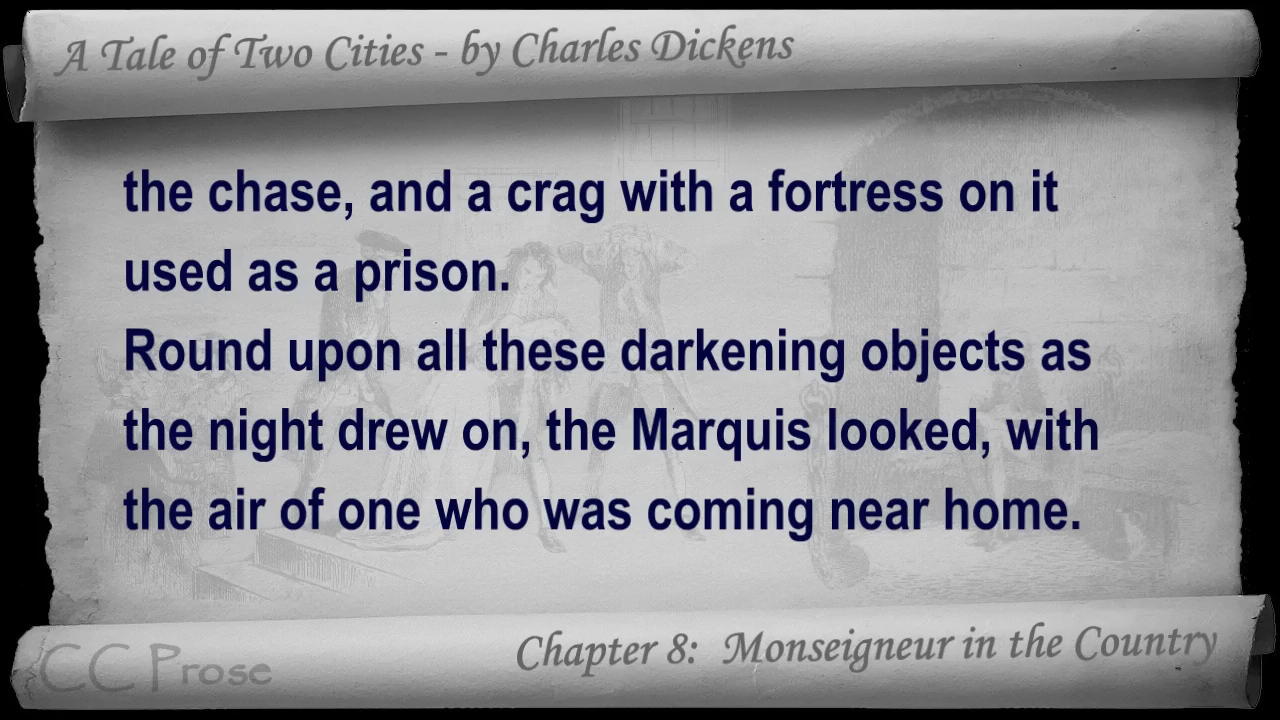 A Tale of Two Cities - by Charles Dickens
the chase, and a crag with a fortress on it
used as a prison.
Round upon all these darkening objects as
the night drew on, the Marquis looked, with
the air of one who was coming near home.
Chapter 8: Monseigneur in the Country
CC Prose